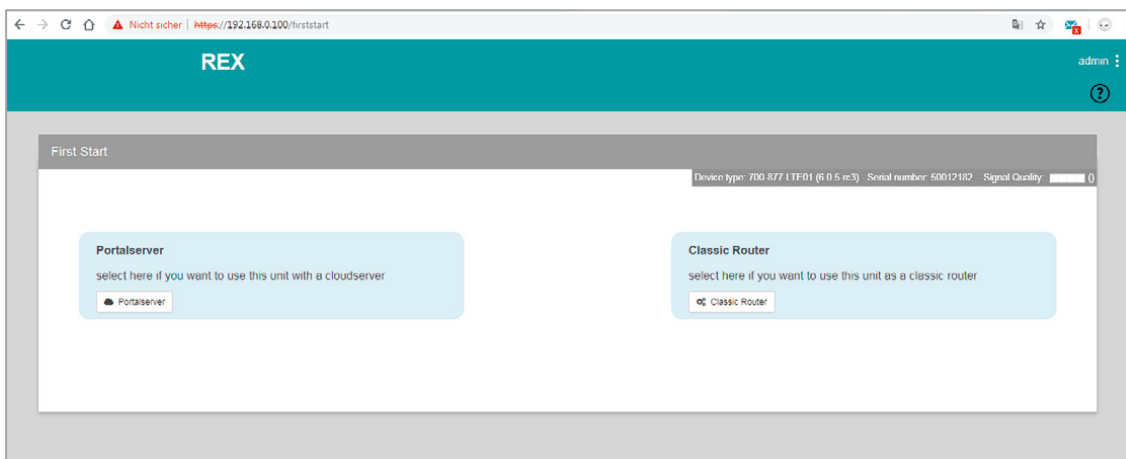 Nicht sicher | https://192.168.0.100/firststart
REX
admin
First Start
Device type: 700-877-LTE01 (6.0.5-rc3) - Serial number: 50012182 - Signal Quality: ()
Portalserver
select here if you want to use this unit with a cloudserver
Portalserver
Classic Router
select here if you want to use this unit as a classic router
Classic Router